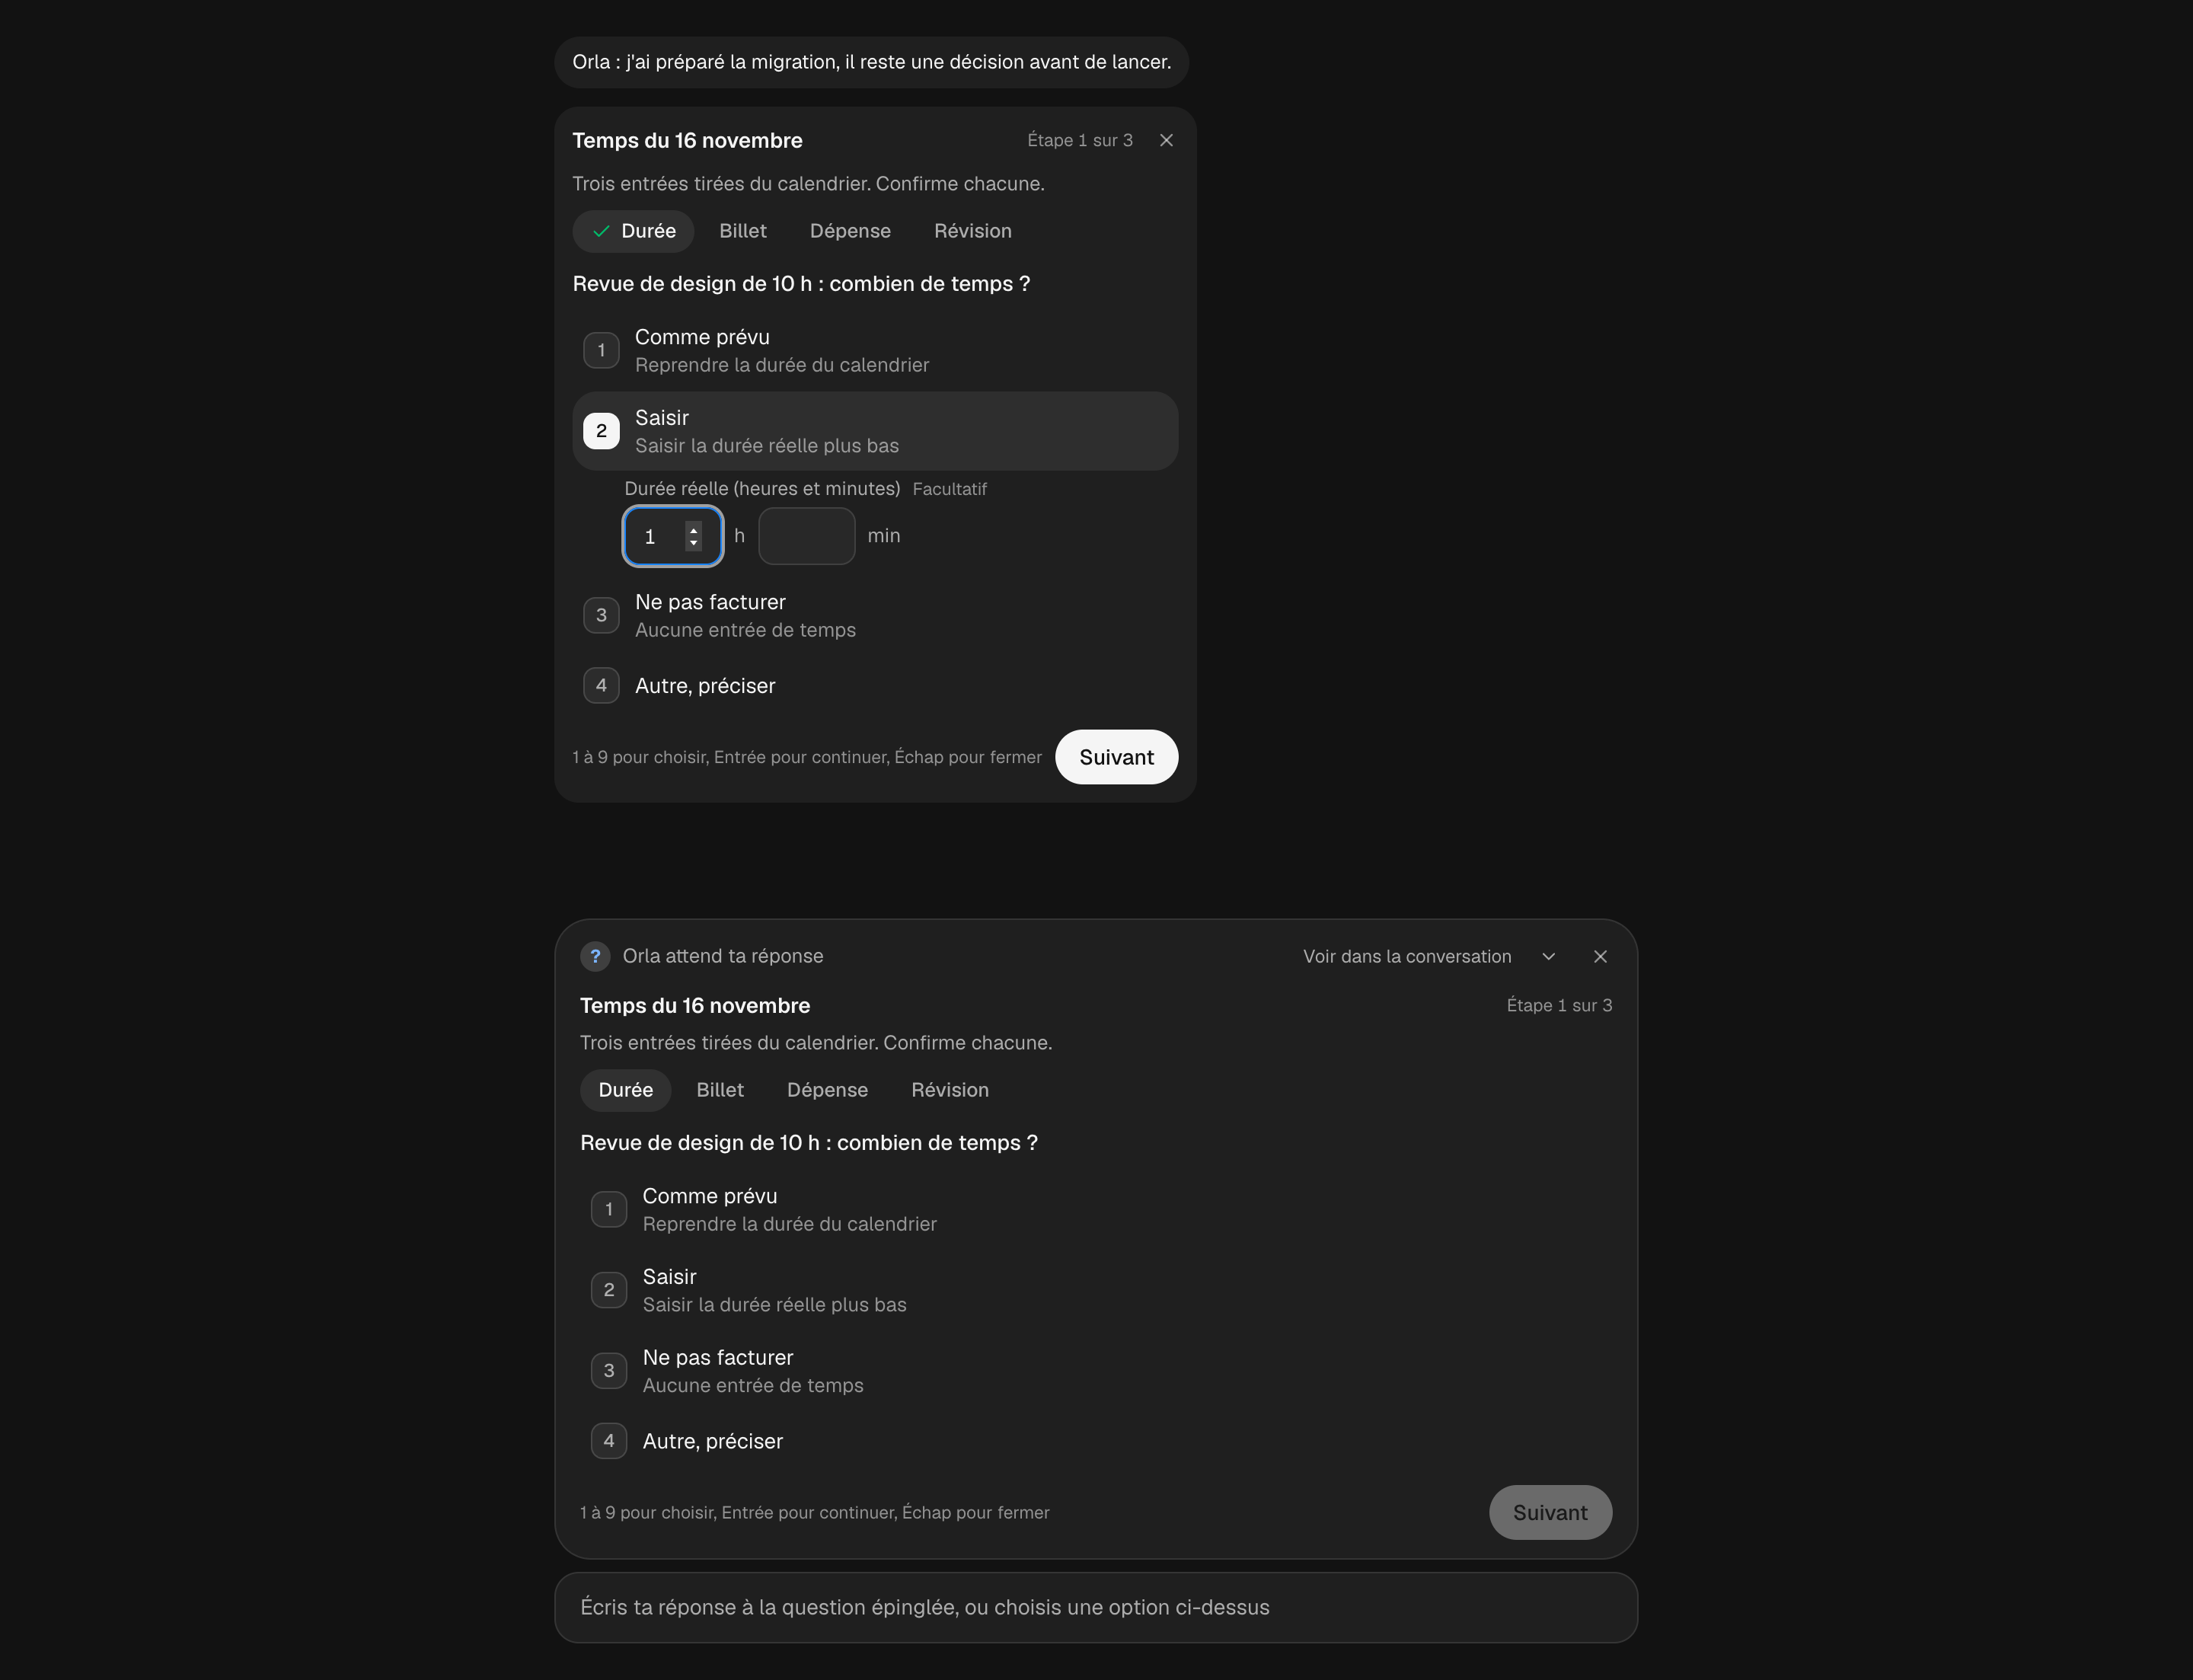 Orla : j'ai préparé la migration, il reste une décision avant de lancer.
Temps du 16 novembre
Étape 1 sur 3
Trois entrées tirées du calendrier. Confirme chacune.
Durée Billet Dépense Révision
Revue de design de 10 h : combien de temps ?
1 Comme prévu
Reprendre la durée du calendrier
2 Saisir
Saisir la durée réelle plus bas
Durée réelle (heures et minutes) Facultatif
1 h min
3 Ne pas facturer
Aucune entrée de temps
4 Autre, préciser
1 à 9 pour choisir, Entrée pour continuer, Échap pour fermer
Suivant
? Orla attend ta réponse
Voir dans la conversation
Temps du 16 novembre
Étape 1 sur 3
Trois entrées tirées du calendrier. Confirme chacune.
Durée Billet Dépense Révision
Revue de design de 10 h : combien de temps ?
1 Comme prévu
Reprendre la durée du calendrier
2 Saisir
Saisir la durée réelle plus bas
3 Ne pas facturer
Aucune entrée de temps
4 Autre, préciser
1 à 9 pour choisir, Entrée pour continuer, Échap pour fermer
Suivant
Écris ta réponse à la question épinglée, ou choisis une option ci-dessus